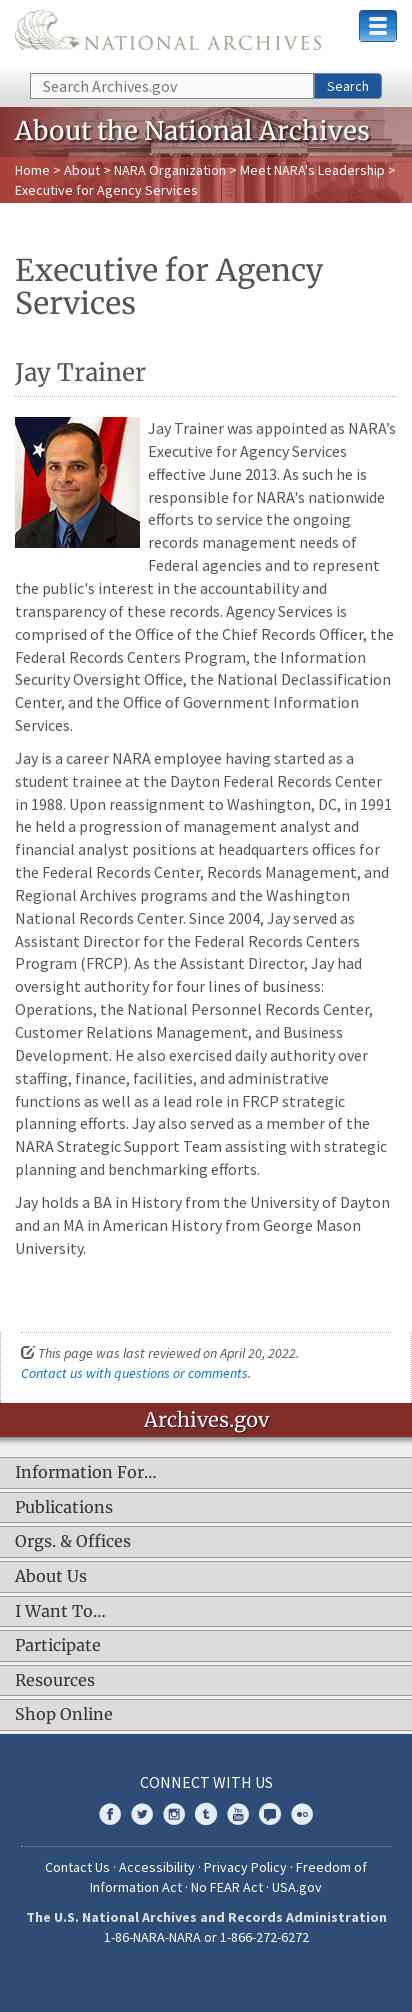 NATIONAL ARCHIVES
Search Archives.gov
Search
About the National Archives
Home > About > NARA Organization > Meet NARA's Leadership >
Executive for Agency Services
Executive for Agency
Services
Jay Trainer
Jay Trainer was appointed as NARA’s
Executive for Agency Services
effective June 2013. As such he is
responsible for NARA's nationwide
efforts to service the ongoing
records management needs of
Federal agencies and to represent
the public's interest in the accountability and
transparency of these records. Agency Services is
comprised of the Office of the Chief Records Officer, the
Federal Records Centers Program, the Information
Security Oversight Office, the National Declassification
Center, and the Office of Government Information
Services.
Jay is a career NARA employee having started as a
student trainee at the Dayton Federal Records Center
in 1988. Upon reassignment to Washington, DC, in 1991
he held a progression of management analyst and
financial analyst positions at headquarters offices for
the Federal Records Center, Records Management, and
Regional Archives programs and the Washington
National Records Center. Since 2004, Jay served as
Assistant Director for the Federal Records Centers
Program (FRCP). As the Assistant Director, Jay had
oversight authority for four lines of business:
Operations, the National Personnel Records Center,
Customer Relations Management, and Business
Development. He also exercised daily authority over
staffing, finance, facilities, and administrative
functions as well as a lead role in FRCP strategic
planning efforts. Jay also served as a member of the
NARA Strategic Support Team assisting with strategic
planning and benchmarking efforts.
Jay holds a BA in History from the University of Dayton
and an MA in American History from George Mason
University.
This page was last reviewed on April 20, 2022.
Contact us with questions or comments.
Archives.gov
Information For…
Publications
Orgs. & Offices
About Us
I Want To…
Participate
Resources
Shop Online
CONNECT WITH US
Contact Us · Accessibility · Privacy Policy · Freedom of
Information Act · No FEAR Act · USA.gov
The U.S. National Archives and Records Administration
1-86-NARA-NARA or 1-866-272-6272